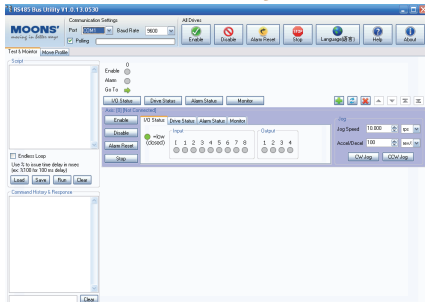 RS485 Bus Utility V1.0.13.0530
MOONS'
moving in better ways
Communication Settings
Port COM1 Baud Rate 9600
Polling
All Drives
Enable Disable Alarm Reset Stop Language(语言) Help About
Test & Monitor Move Profile
Script
0
Enable
Alarm
Go To
I/O Status Drive Status Alarm Status Monitor
Axis: [0] (Not Connected)
Enable
Disable
Alarm Reset
Stop
I/O Status Drive Status Alarm Status Monitor
=low
(closed)
Input
1 2 3 4 5 6 7 8
Output
1 2 3 4
Jog
Jog Speed 10.000 rps
Accel/Decel 100
CW Jog CCW Jog
Endless Loop
Use % to issue time delay in msec
(ex: %100 for 100 ms delay)
Load Save Run Clear
Command History & Response
Clear